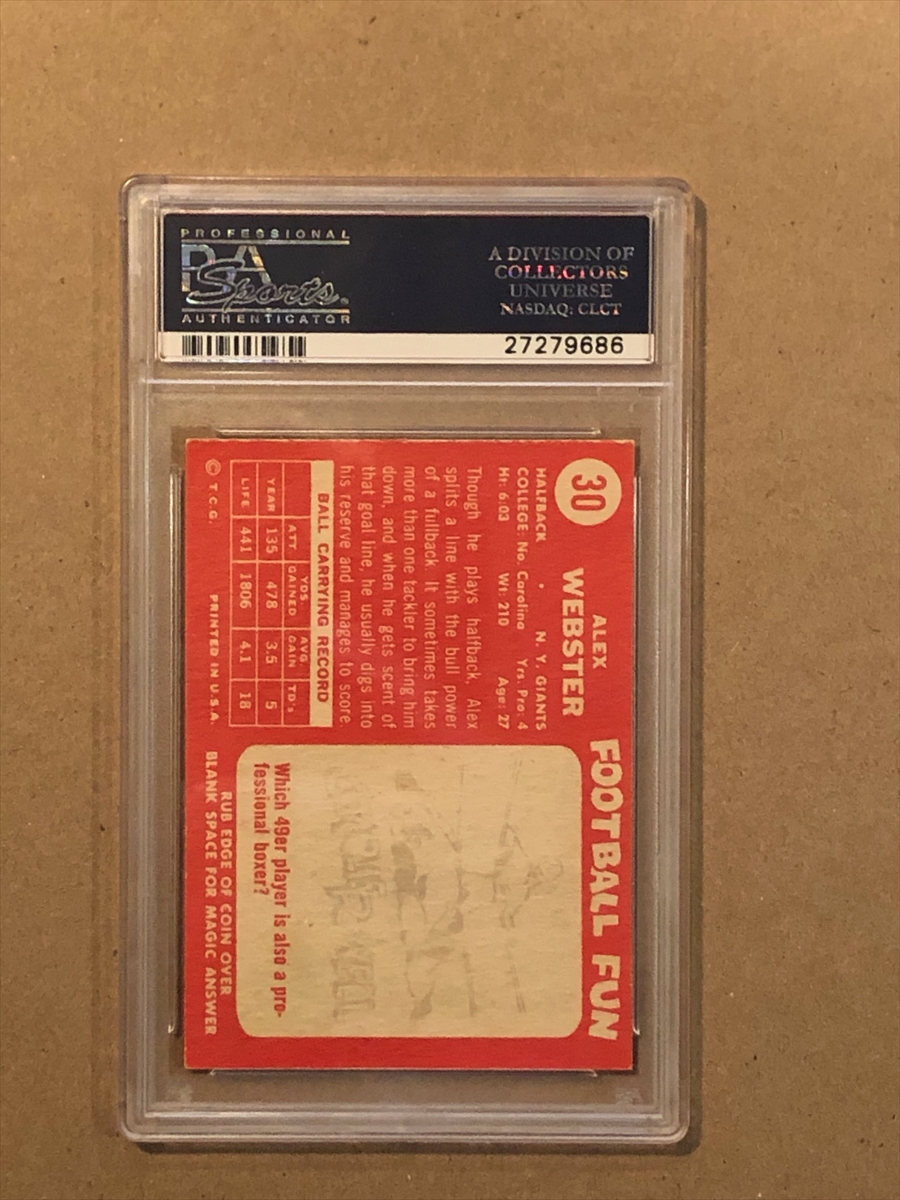 PROFESSIONAL
PSA
Sports
AUTHENTICATOR
A DIVISION OF
COLLECTORS
UNIVERSE
NASDAQ: CLCT
27279686
30
ALEX
WEBSTER
HALFBACK • N. Y. GIANTS
COLLEGE: No. Carolina Yrs. Pro: 4
Ht: 6:03 Wt: 210 Age: 27
Though he plays halfback, Alex
splits a line with the bull power
of a fullback. It sometimes takes
more than one tackler to bring him
down, and when he gets scent of
that goal line, he usually digs into
his reserve and manages to score.
BALL CARRYING RECORD
ATT YDS. GAINED AVG GAIN TD's
YEAR 135 478 3.5 5
LIFE 441 1806 4.1 18
© T. C. G. PRINTED IN U.S.A.
FOOTBALL FUN
Which 49er player is also a pro-
fessional boxer?
RUB EDGE OF COIN OVER
BLANK SPACE FOR MAGIC ANSWER